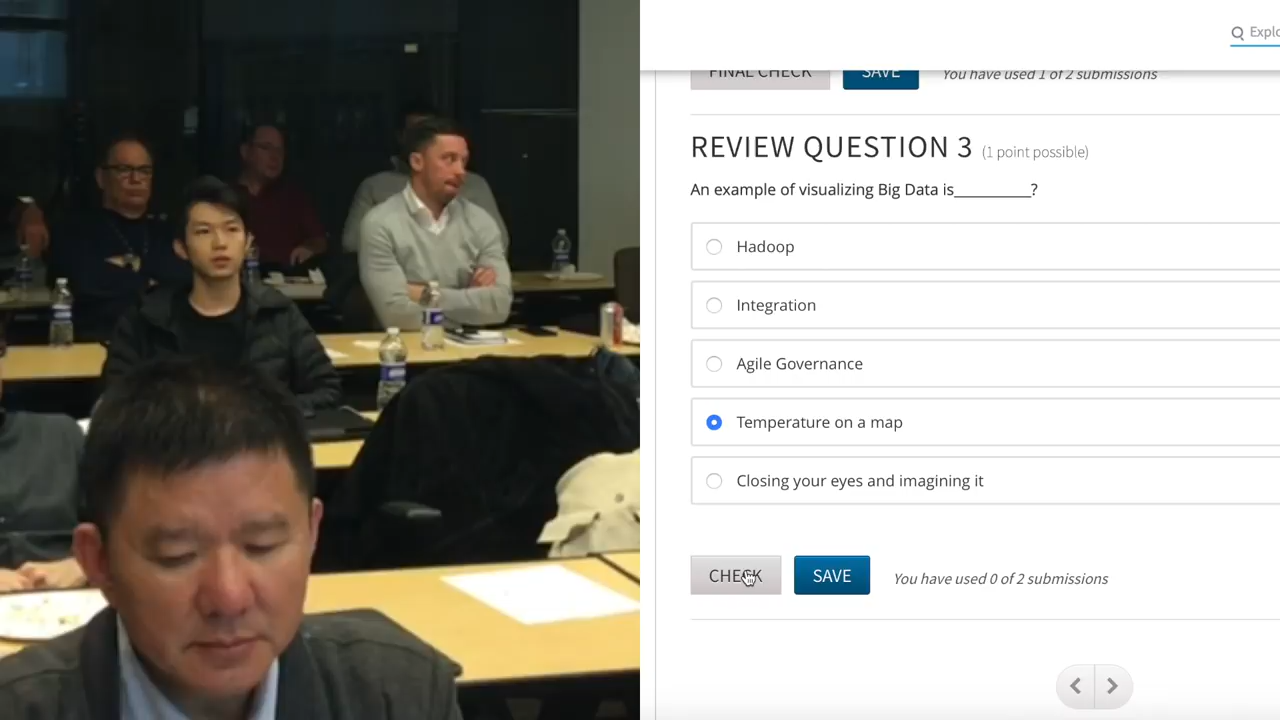 Explo
FINAL CHECK
SAVE
You have used 1 of 2 submissions
REVIEW QUESTION 3 (1 point possible)
An example of visualizing Big Data is__________?
Hadoop
Integration
Agile Governance
Temperature on a map
Closing your eyes and imagining it
CHECK
SAVE
You have used 0 of 2 submissions